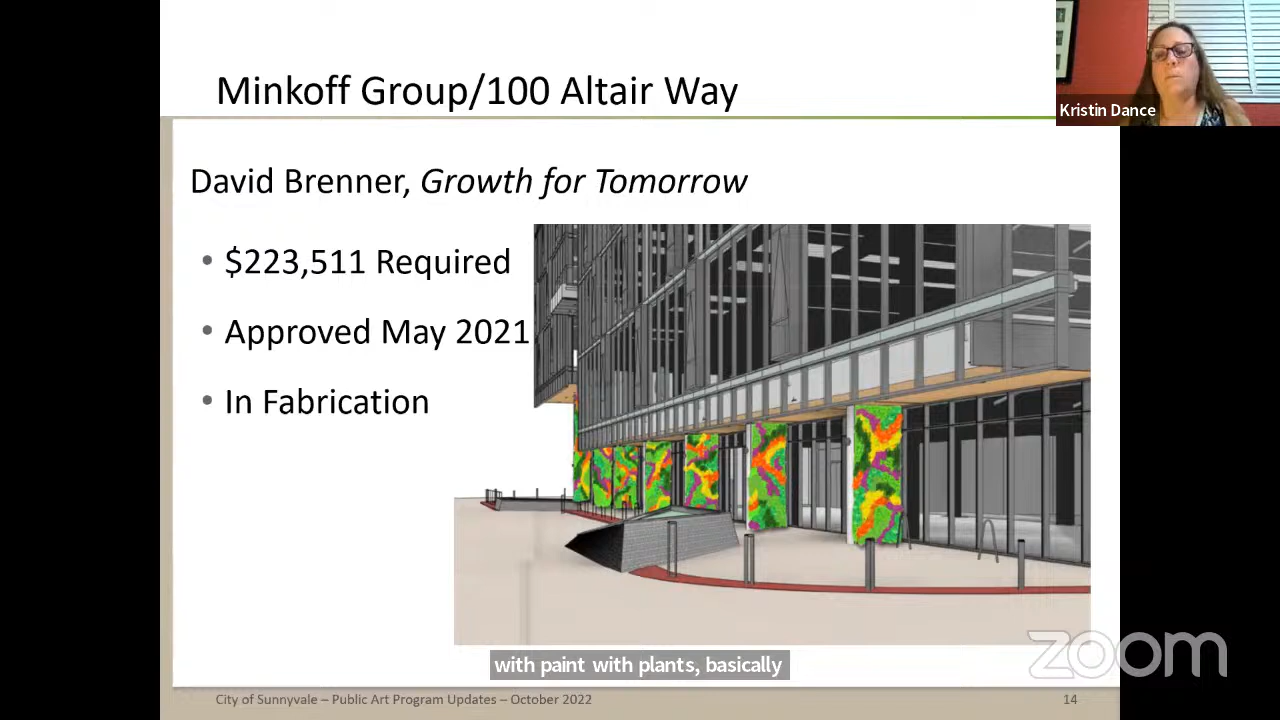 Minkoff Group/100 Altair Way
Kristin Dance
David Brenner, Growth for Tomorrow
• $223,511 Required
• Approved May 2021
• In Fabrication
with paint with plants, basically
zoom
City of Sunnyvale – Public Art Program Updates – October 2022
14